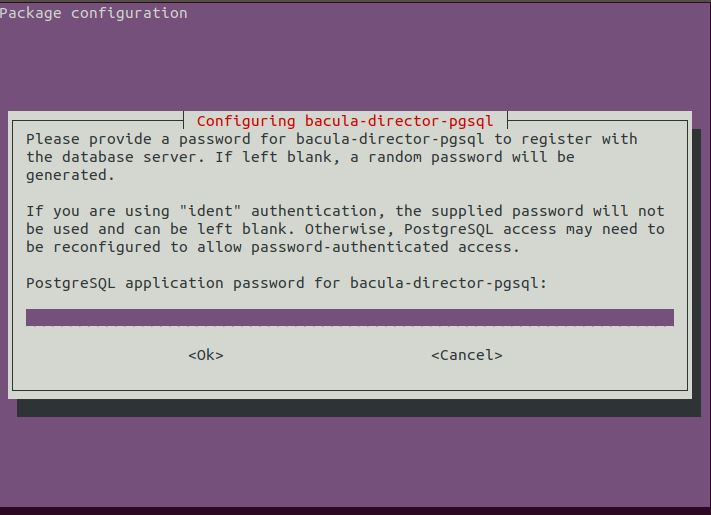 Package configuration
Configuring bacula-director-pgsql
Please provide a password for bacula-director-pgsql to register with
the database server. If left blank, a random password will be
generated.
If you are using "ident" authentication, the supplied password will not
be used and can be left blank. Otherwise, PostgreSQL access may need to
be reconfigured to allow password-authenticated access.
PostgreSQL application password for bacula-director-pgsql:
<Ok> <Cancel>